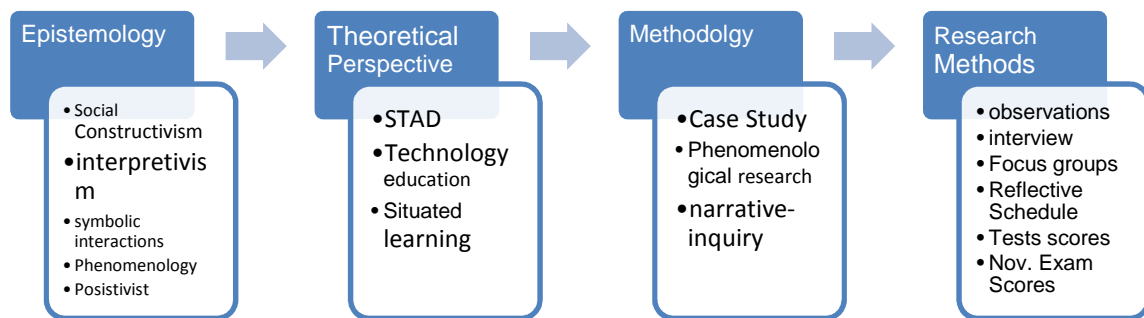 Epistemology
• Social
Constructivism
• interpretivis
m
• symbolic
interactions
• Phenomenology
• Posistivist
Theoretical
Perspective
• STAD
• Technology
education
• Situated
learning
Methodolgy
• Case Study
• Phenomenolo
gical research
• narrative-
inquiry
Research
Methods
• observations
• interview
• Focus groups
• Reflective
Schedule
• Tests scores
• Nov. Exam
Scores